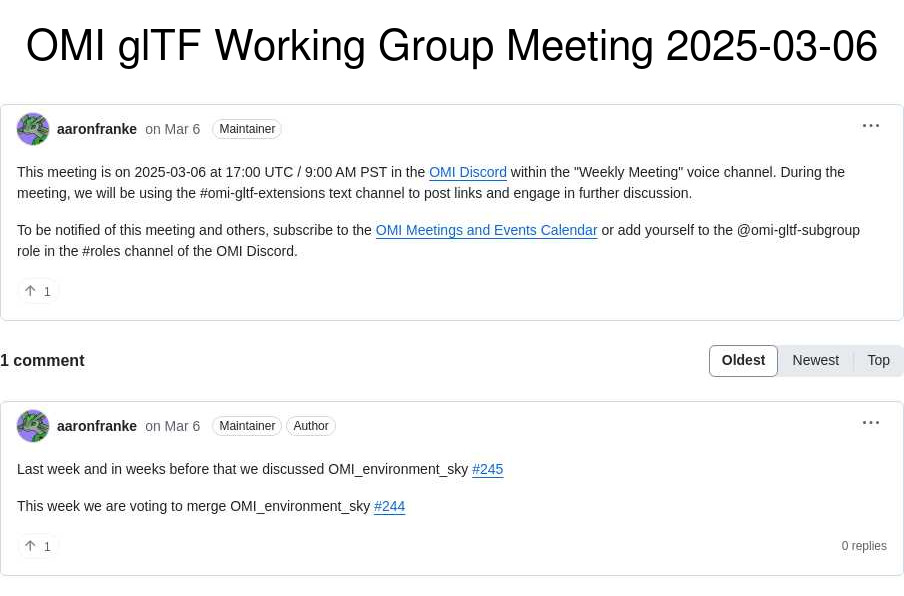 OMI glTF Working Group Meeting 2025-03-06
aaronfranke on Mar 6 Maintainer ...
This meeting is on 2025-03-06 at 17:00 UTC / 9:00 AM PST in the OMI Discord within the "Weekly Meeting" voice channel. During the
meeting, we will be using the #omi-gltf-extensions text channel to post links and engage in further discussion.
To be notified of this meeting and others, subscribe to the OMI Meetings and Events Calendar or add yourself to the @omi-gltf-subgroup
role in the #roles channel of the OMI Discord.
↑ 1
1 comment Oldest Newest Top
aaronfranke on Mar 6 Maintainer Author ...
Last week and in weeks before that we discussed OMI_environment_sky #245
This week we are voting to merge OMI_environment_sky #244
↑ 1 0 replies